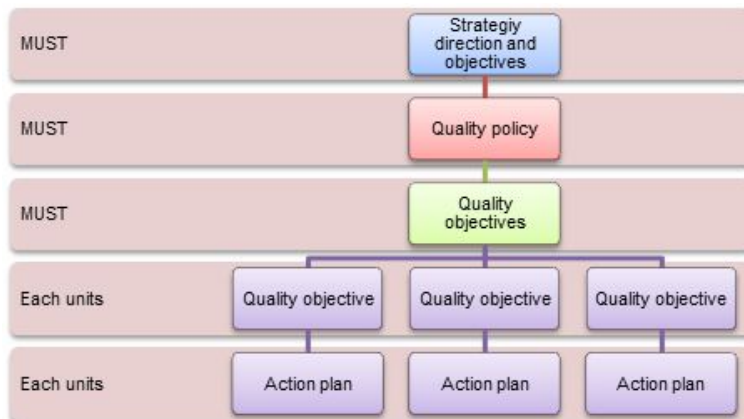 MUST
Strategiy
direction and
objectives
MUST
Quality policy
MUST
Quality
objectives
Each units
Quality objective
Quality objective
Quality objective
Each units
Action plan
Action plan
Action plan